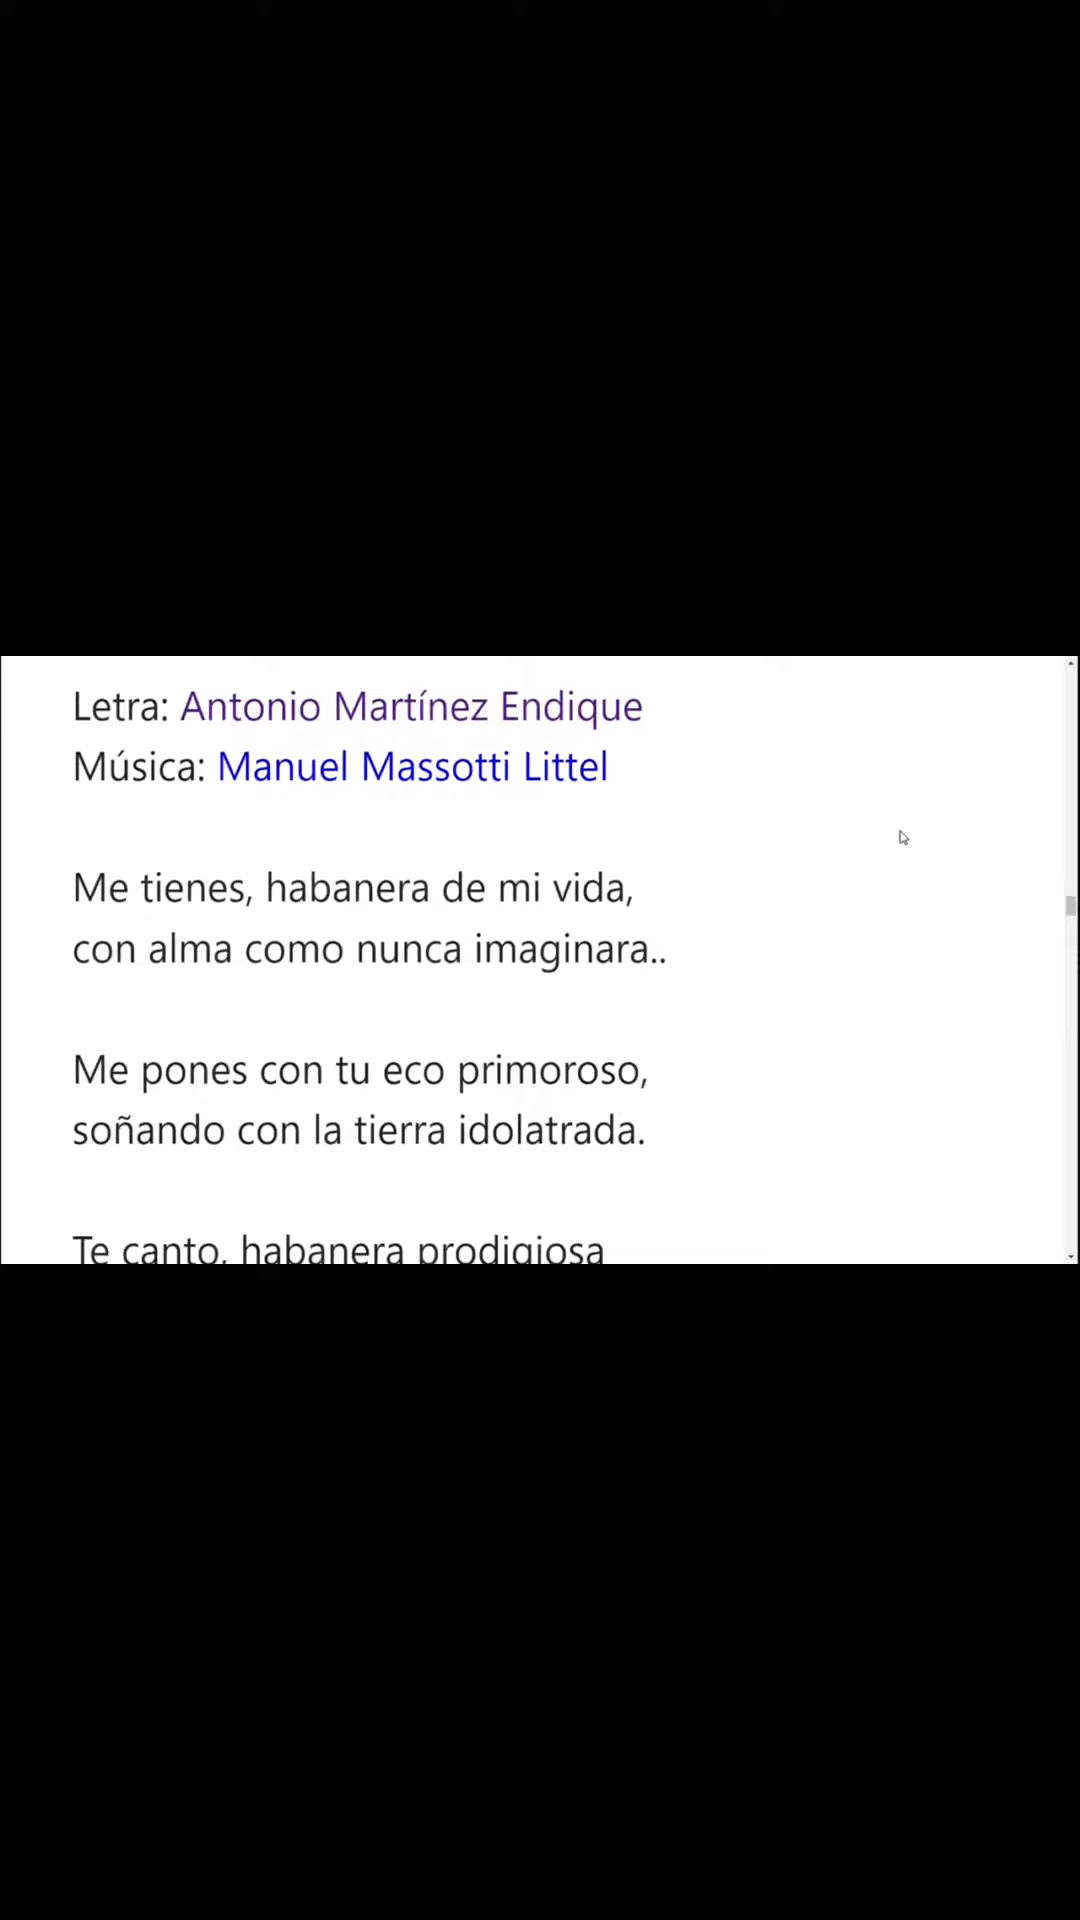 Letra: Antonio Martínez Endique
Música: Manuel Massotti Littel
Me tienes, habanera de mi vida,
con alma como nunca imaginara..
Me pones con tu eco primoroso,
soñando con la tierra idolatrada.
Te canto, habanera prodigiosa